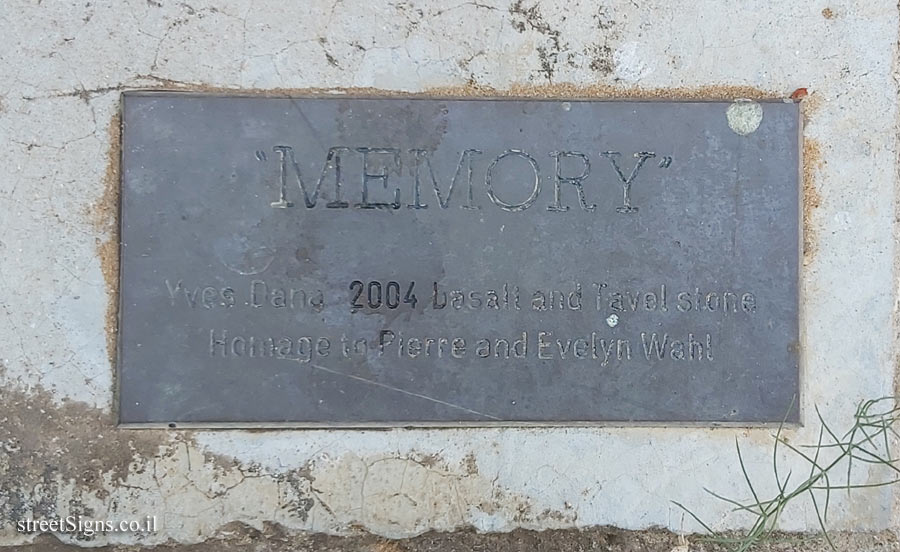 "MEMORY"
Yves Dana 2004 basalt and Tavel stone
Homage to Pierre and Evelyn Wahl
streetSigns.co.il